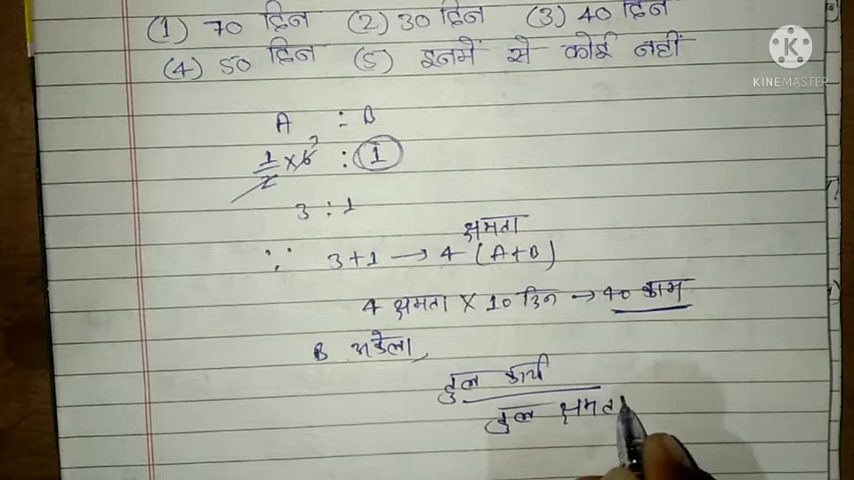 (1) 70 दिन (2) 30 दिन (3) 40 दिन
(4) 50 दिन (5) इनमें से कोई नहीं
K
KINEMASTER
A : B
1/2 × 6 3 : 1
3 : 1
क्षमता
∵ 3+1 → 4 (A+B)
4 क्षमता × 10 दिन → 40 काम
B अकेला,
कुल कार्य
कुल क्षमता